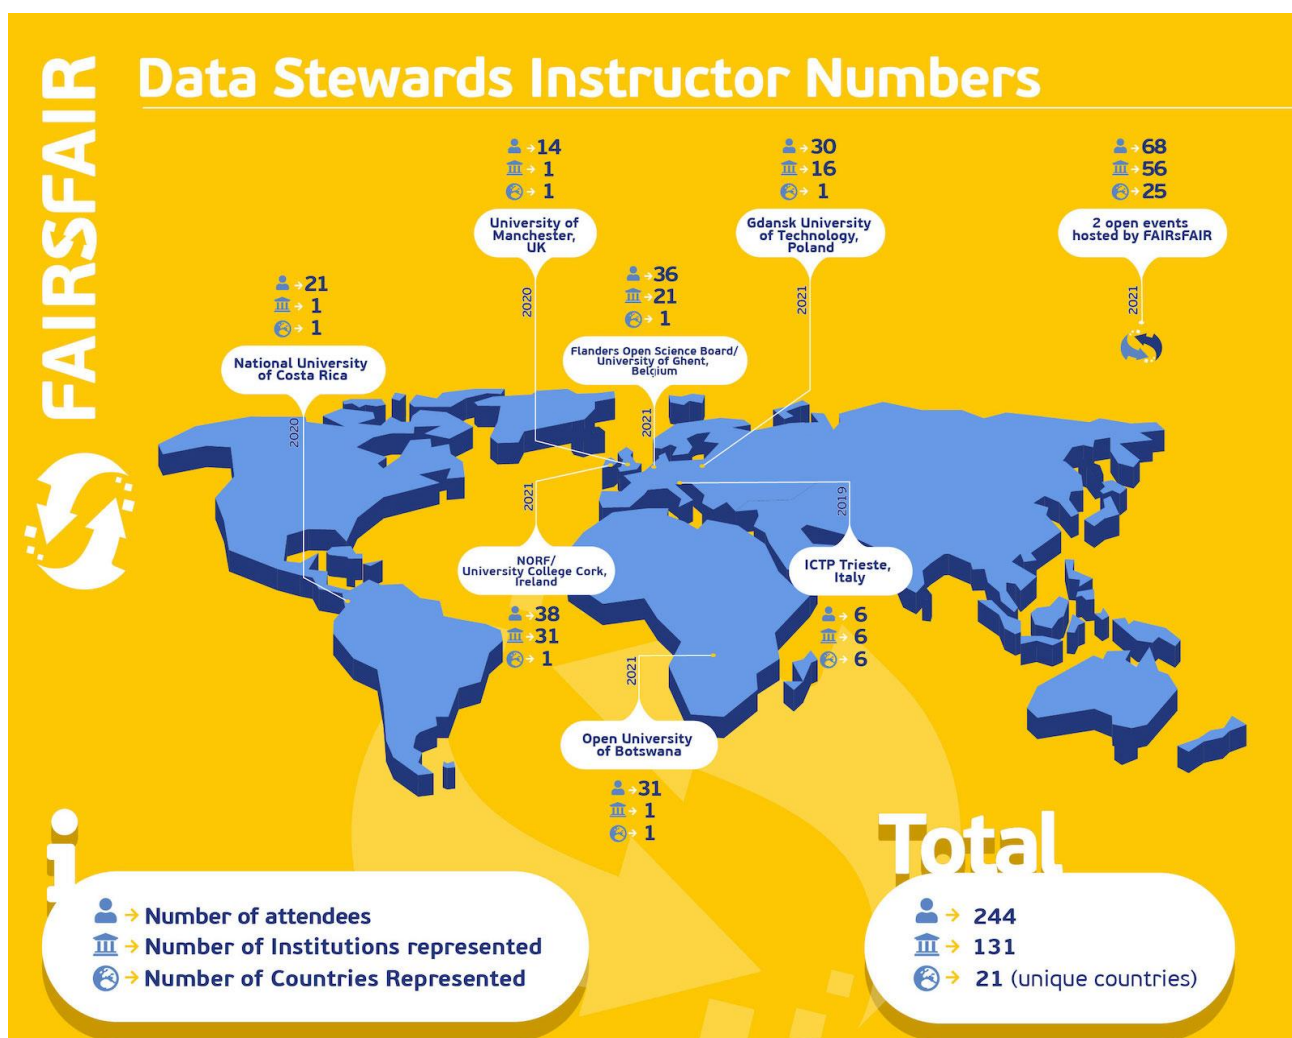 FAIRSFAIR
Data Stewards Instructor Numbers
14
1
1
University of
Manchester,
UK
2020
30
16
1
Gdansk University
of Technology,
Poland
2021
68
56
25
2 open events
hosted by FAIRsFAIR
2021
21
1
1
National University
of Costa Rica
2020
36
21
1
Flanders Open Science Board/
University of Ghent,
Belgium
2021
2021
NORF/
University College Cork,
Ireland
38
31
1
2019
ICTP Trieste,
Italy
6
6
6
2021
Open University
of Botswana
31
1
1
i
Number of attendees
Number of Institutions represented
Number of Countries Represented
Total
244
131
21 (unique countries)